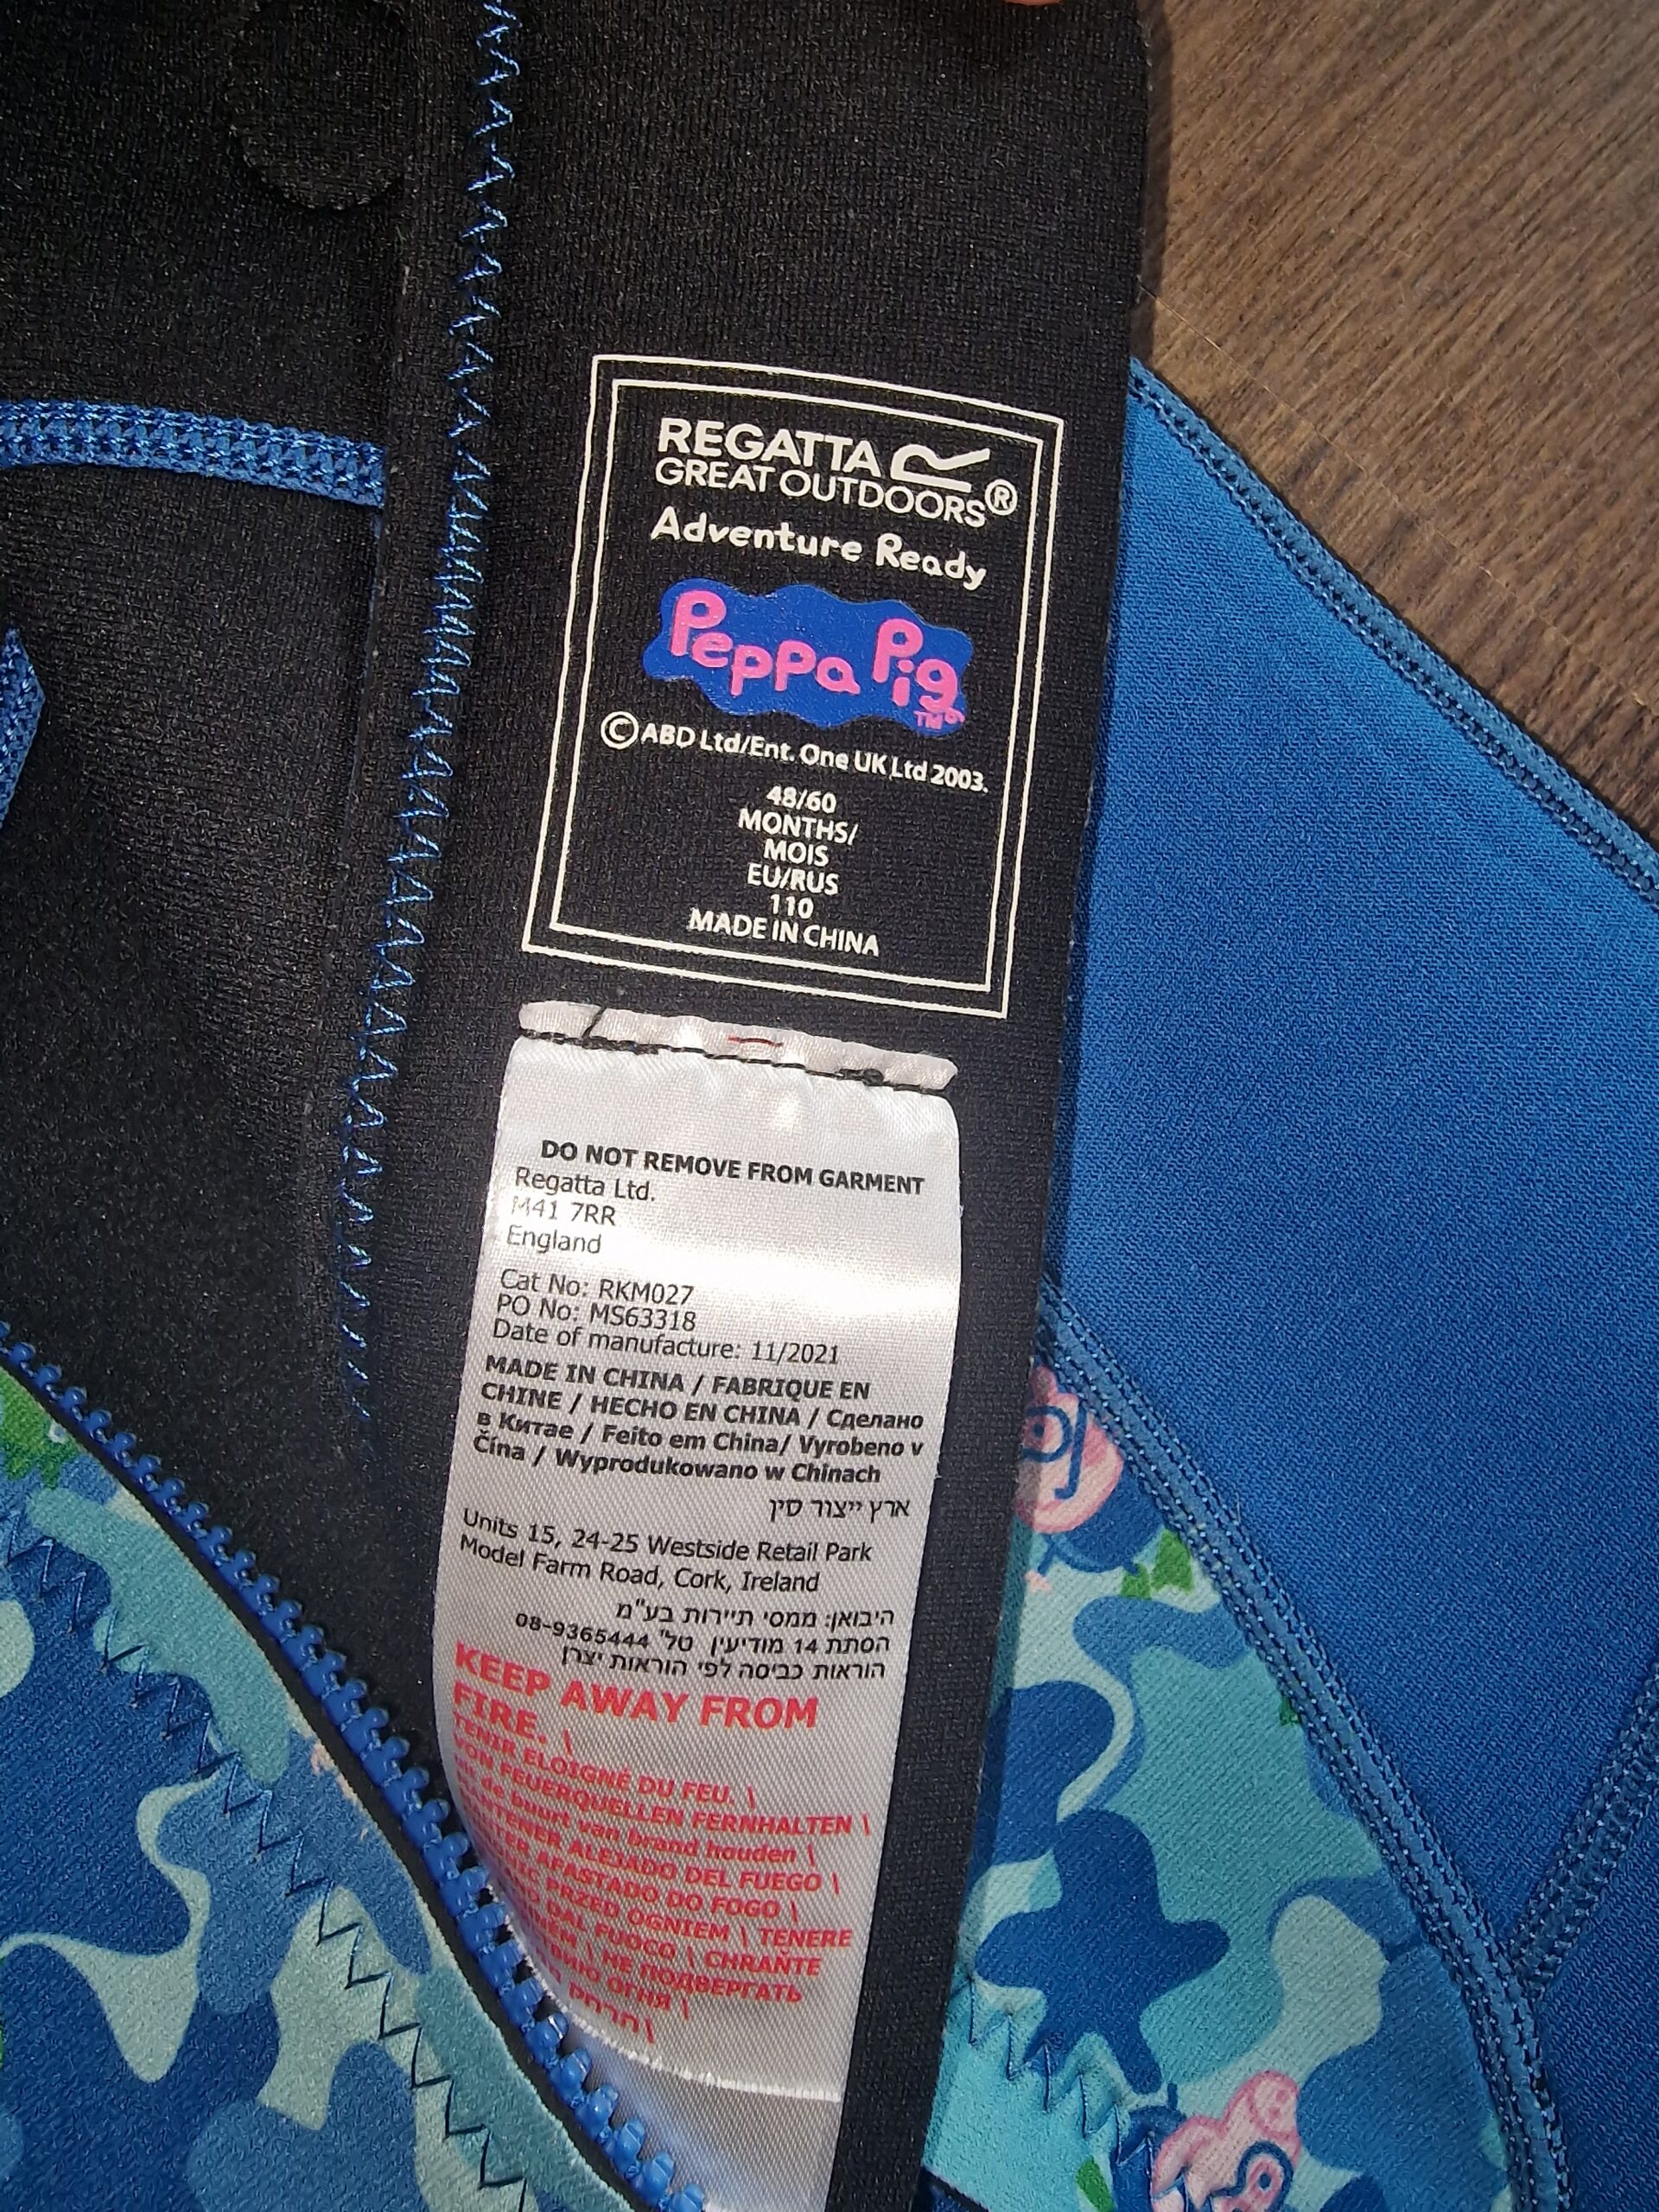 REGATTA
GREAT OUTDOORS®
Adventure Ready
Peppa Pig
TM
©ABD Ltd/Ent. One UK Ltd 2003.
48/60
MONTHS/
MOIS
EU/RUS
110
MADE IN CHINA
DO NOT REMOVE FROM GARMENT
Regatta Ltd.
M41 7RR
England
Cat No: RKM027
PO No: MS63318
Date of manufacture: 11/2021
MADE IN CHINA / FABRIQUE EN
CHINE / HECHO EN CHINA / Сделано
в Китае / Feito em China/ Vyrobeno v
Čína / Wyprodukowano w Chinach
ארץ ייצור סין
Units 15, 24-25 Westside Retail Park
Model Farm Road, Cork, Ireland
היבואן: ממסי תיירות בע"מ
הסתת 14 מודיעין טל' 08-9365444
הוראות כביסה לפי הוראות יצרן
KEEP AWAY FROM
FIRE. \
TENIR ELOIGNÉ DU FEU. \
VON FEUERQUELLEN FERNHALTEN \
de buurt van brand houden \
ALEJADO DEL FUEGO \
AFASTADO DO FOGO \
PRZED OGNIEM \ TENERE
DAL FUOCO \ CHRAŇTE
\ НЕ ПОДВЕРГАТЬ
ОГНЯ \